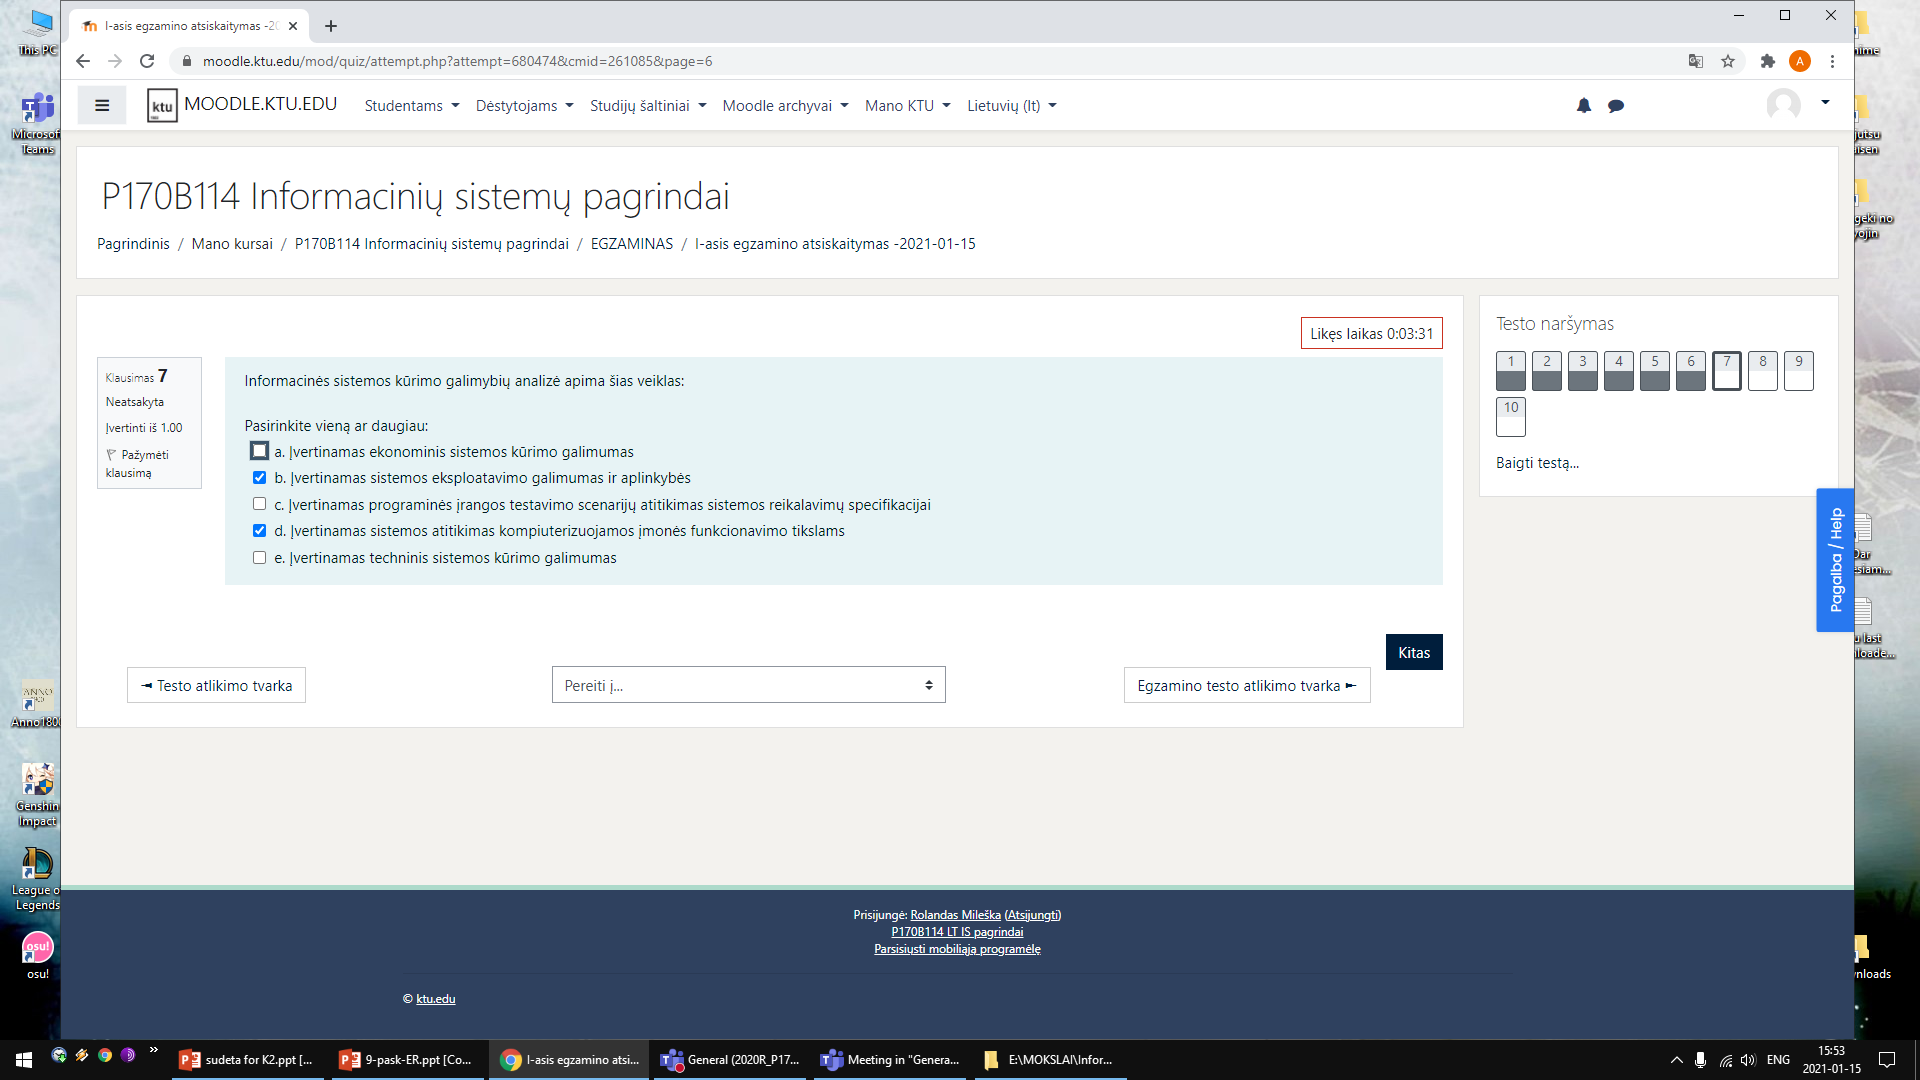 This PC
Microsof
Teams
Anno180
Genshin
Impact
League o
Legends
osu!
osu!
I-asis egzamino atsiskaitymas -20
moodle.ktu.edu/mod/quiz/attempt.php?attempt=680474&cmid=261085&page=6
A
ktu
MOODLE.KTU.EDU
Studentams
Dėstytojams
Studijų šaltiniai
Moodle archyvai
Mano KTU
Lietuvių (lt)
P170B114 Informacinių sistemų pagrindai
Pagrindinis / Mano kursai / P170B114 Informacinių sistemų pagrindai / EGZAMINAS / I-asis egzamino atsiskaitymas -2021-01-15
Likęs laikas 0:03:31
Klausimas 7
Neatsakyta
Įvertinti iš 1.00
Pažymėti
klausimą
Informacinės sistemos kūrimo galimybių analizė apima šias veiklas:
Pasirinkite vieną ar daugiau:
a. Įvertinamas ekonominis sistemos kūrimo galimumas
b. Įvertinamas sistemos eksploatavimo galimumas ir aplinkybės
c. Įvertinamas programinės įrangos testavimo scenarijų atitikimas sistemos reikalavimų specifikacijai
d. Įvertinamas sistemos atitikimas kompiuterizuojamos įmonės funkcionavimo tikslams
e. Įvertinamas techninis sistemos kūrimo galimumas
Kitas
◄ Testo atlikimo tvarka
Pereiti į...
Egzamino testo atlikimo tvarka ►
Testo naršymas
1 2 3 4 5 6 7 8 9
10
Baigti testą...
Pagalba / Help
Prisijungė: Rolandas Mileška (Atsijungti)
P170B114 LT IS pagrindai
Parsisiųsti mobiliąją programėlę
© ktu.edu
sudeta for K2.ppt [...
9-pask-ER.ppt [Co...
I-asis egzamino atsi...
General (2020R_P17...
Meeting in "Genera...
E:\MOKSLAI\Infor...
ENG
15:53
2021-01-15